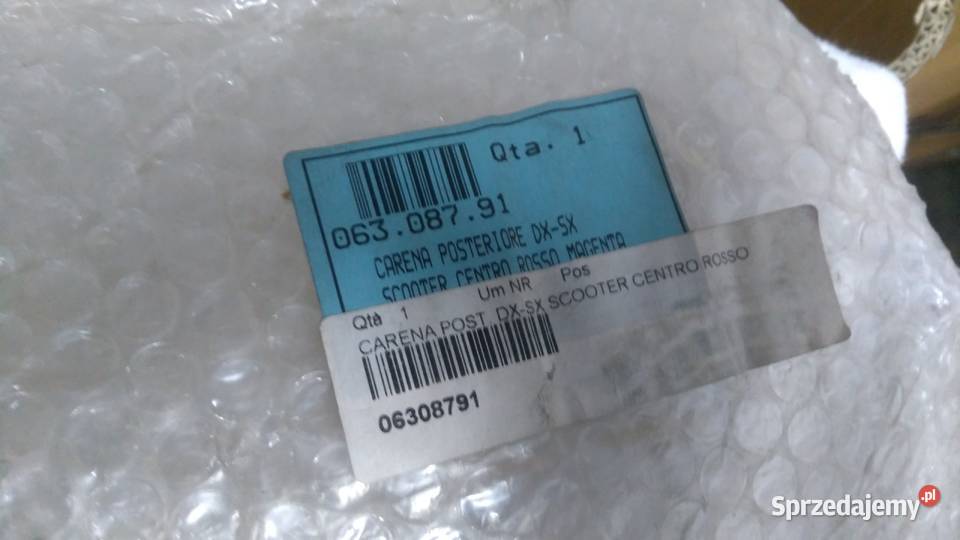 Qta. 1
063.087.91
CARENA POSTERIORE DX-SX
SCOOTER CENTRO ROSSO MAGENTA
Qtà 1 Um NR Pos
CARENA POST DX-SX SCOOTER CENTRO ROSSO
06308791
Sprzedajemy.pl